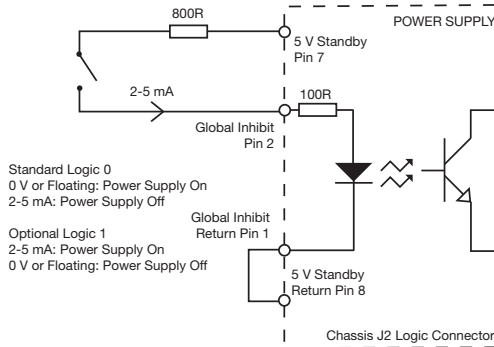 800R
POWER SUPPLY
5 V Standby
Pin 7
2-5 mA
100R
Global Inhibit
Pin 2
Standard Logic 0
0 V or Floating: Power Supply On
2-5 mA: Power Supply Off
Optional Logic 1
2-5 mA: Power Supply On
0 V or Floating: Power Supply Off
Global Inhibit
Return Pin 1
5 V Standby
Return Pin 8
Chassis J2 Logic Connector